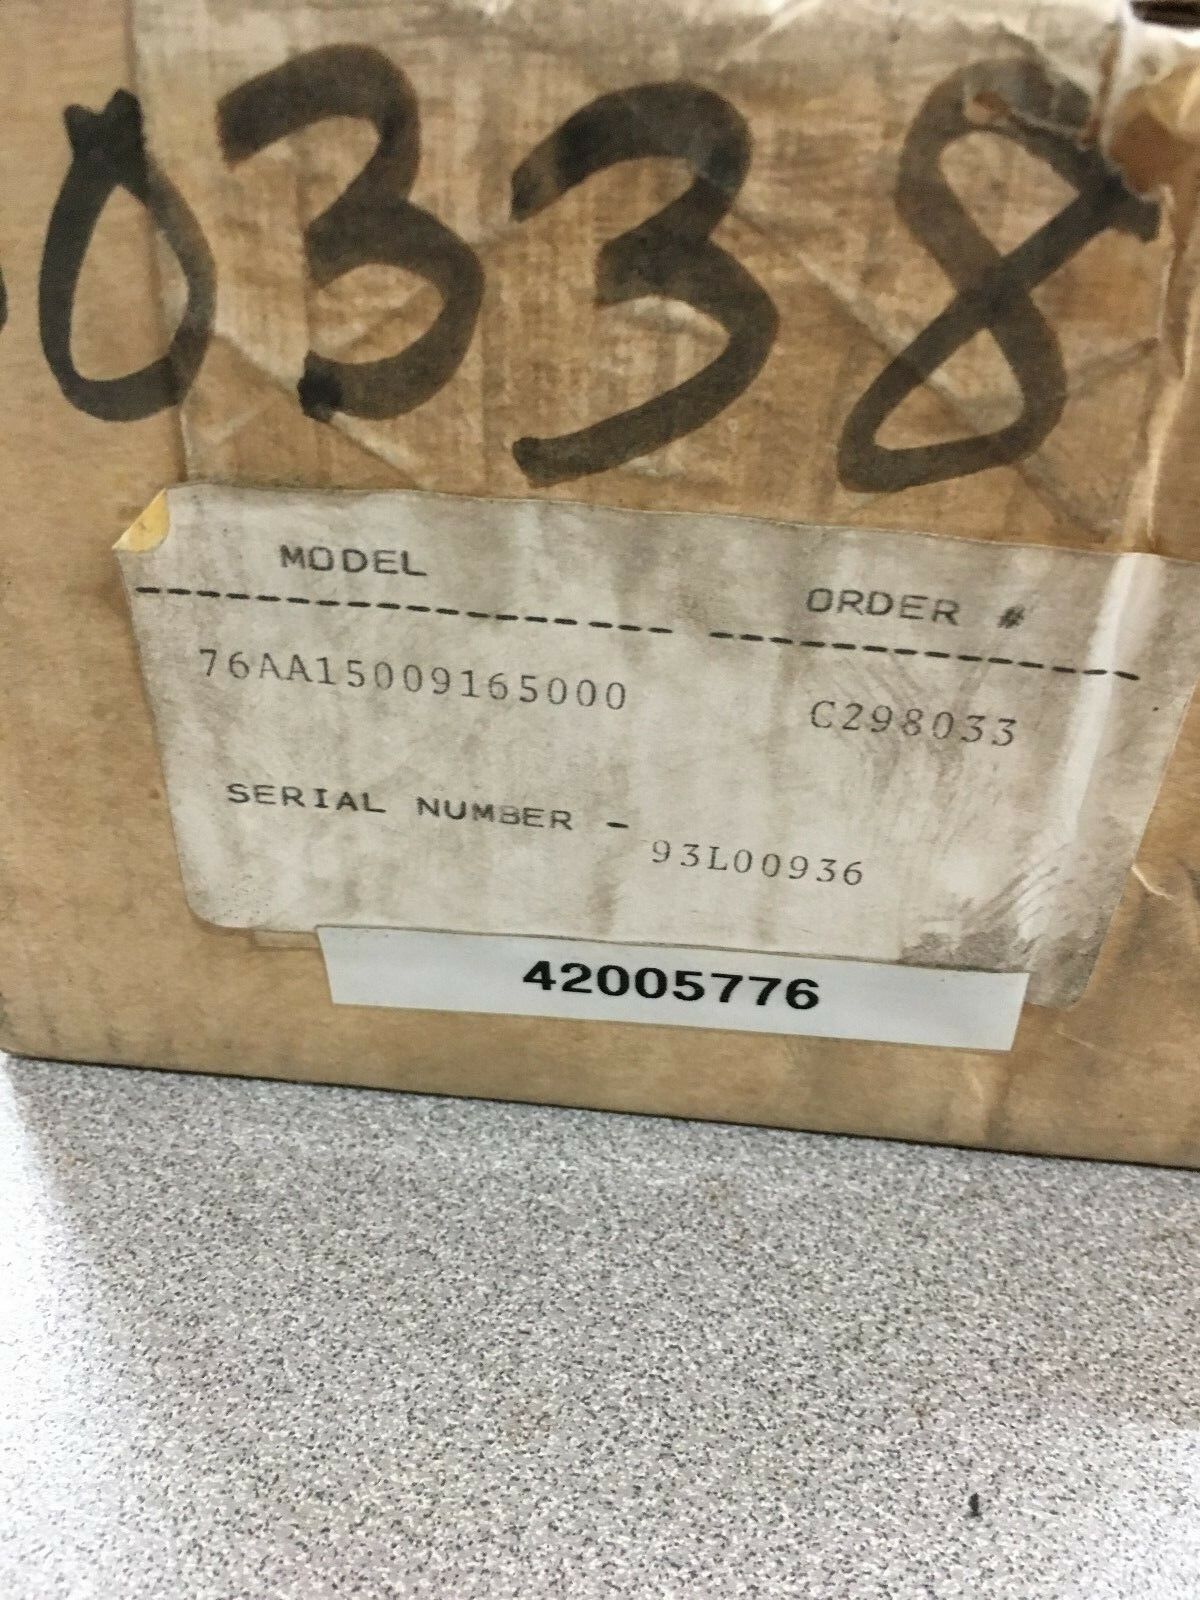 0338
MODEL ORDER #
76AA15009165000 C298033
SERIAL NUMBER - 93L00936
42005776